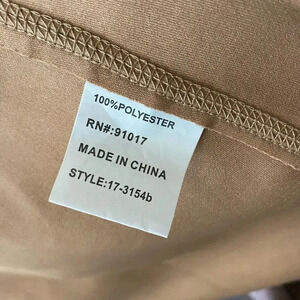 100%POLYESTER
RN#:91017
MADE IN CHINA
STYLE:17-3154b